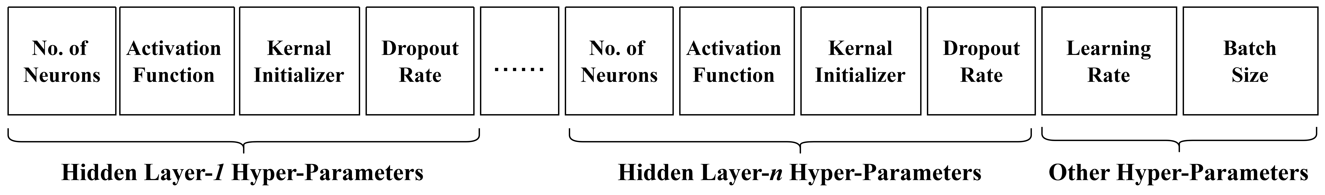 No. of
Neurons
Activation
Function
Kernal
Initializer
Dropout
Rate
......
No. of
Neurons
Activation
Function
Kernal
Initializer
Dropout
Rate
Learning
Rate
Batch
Size
Hidden Layer-1 Hyper-Parameters
Hidden Layer-n Hyper-Parameters
Other Hyper-Parameters